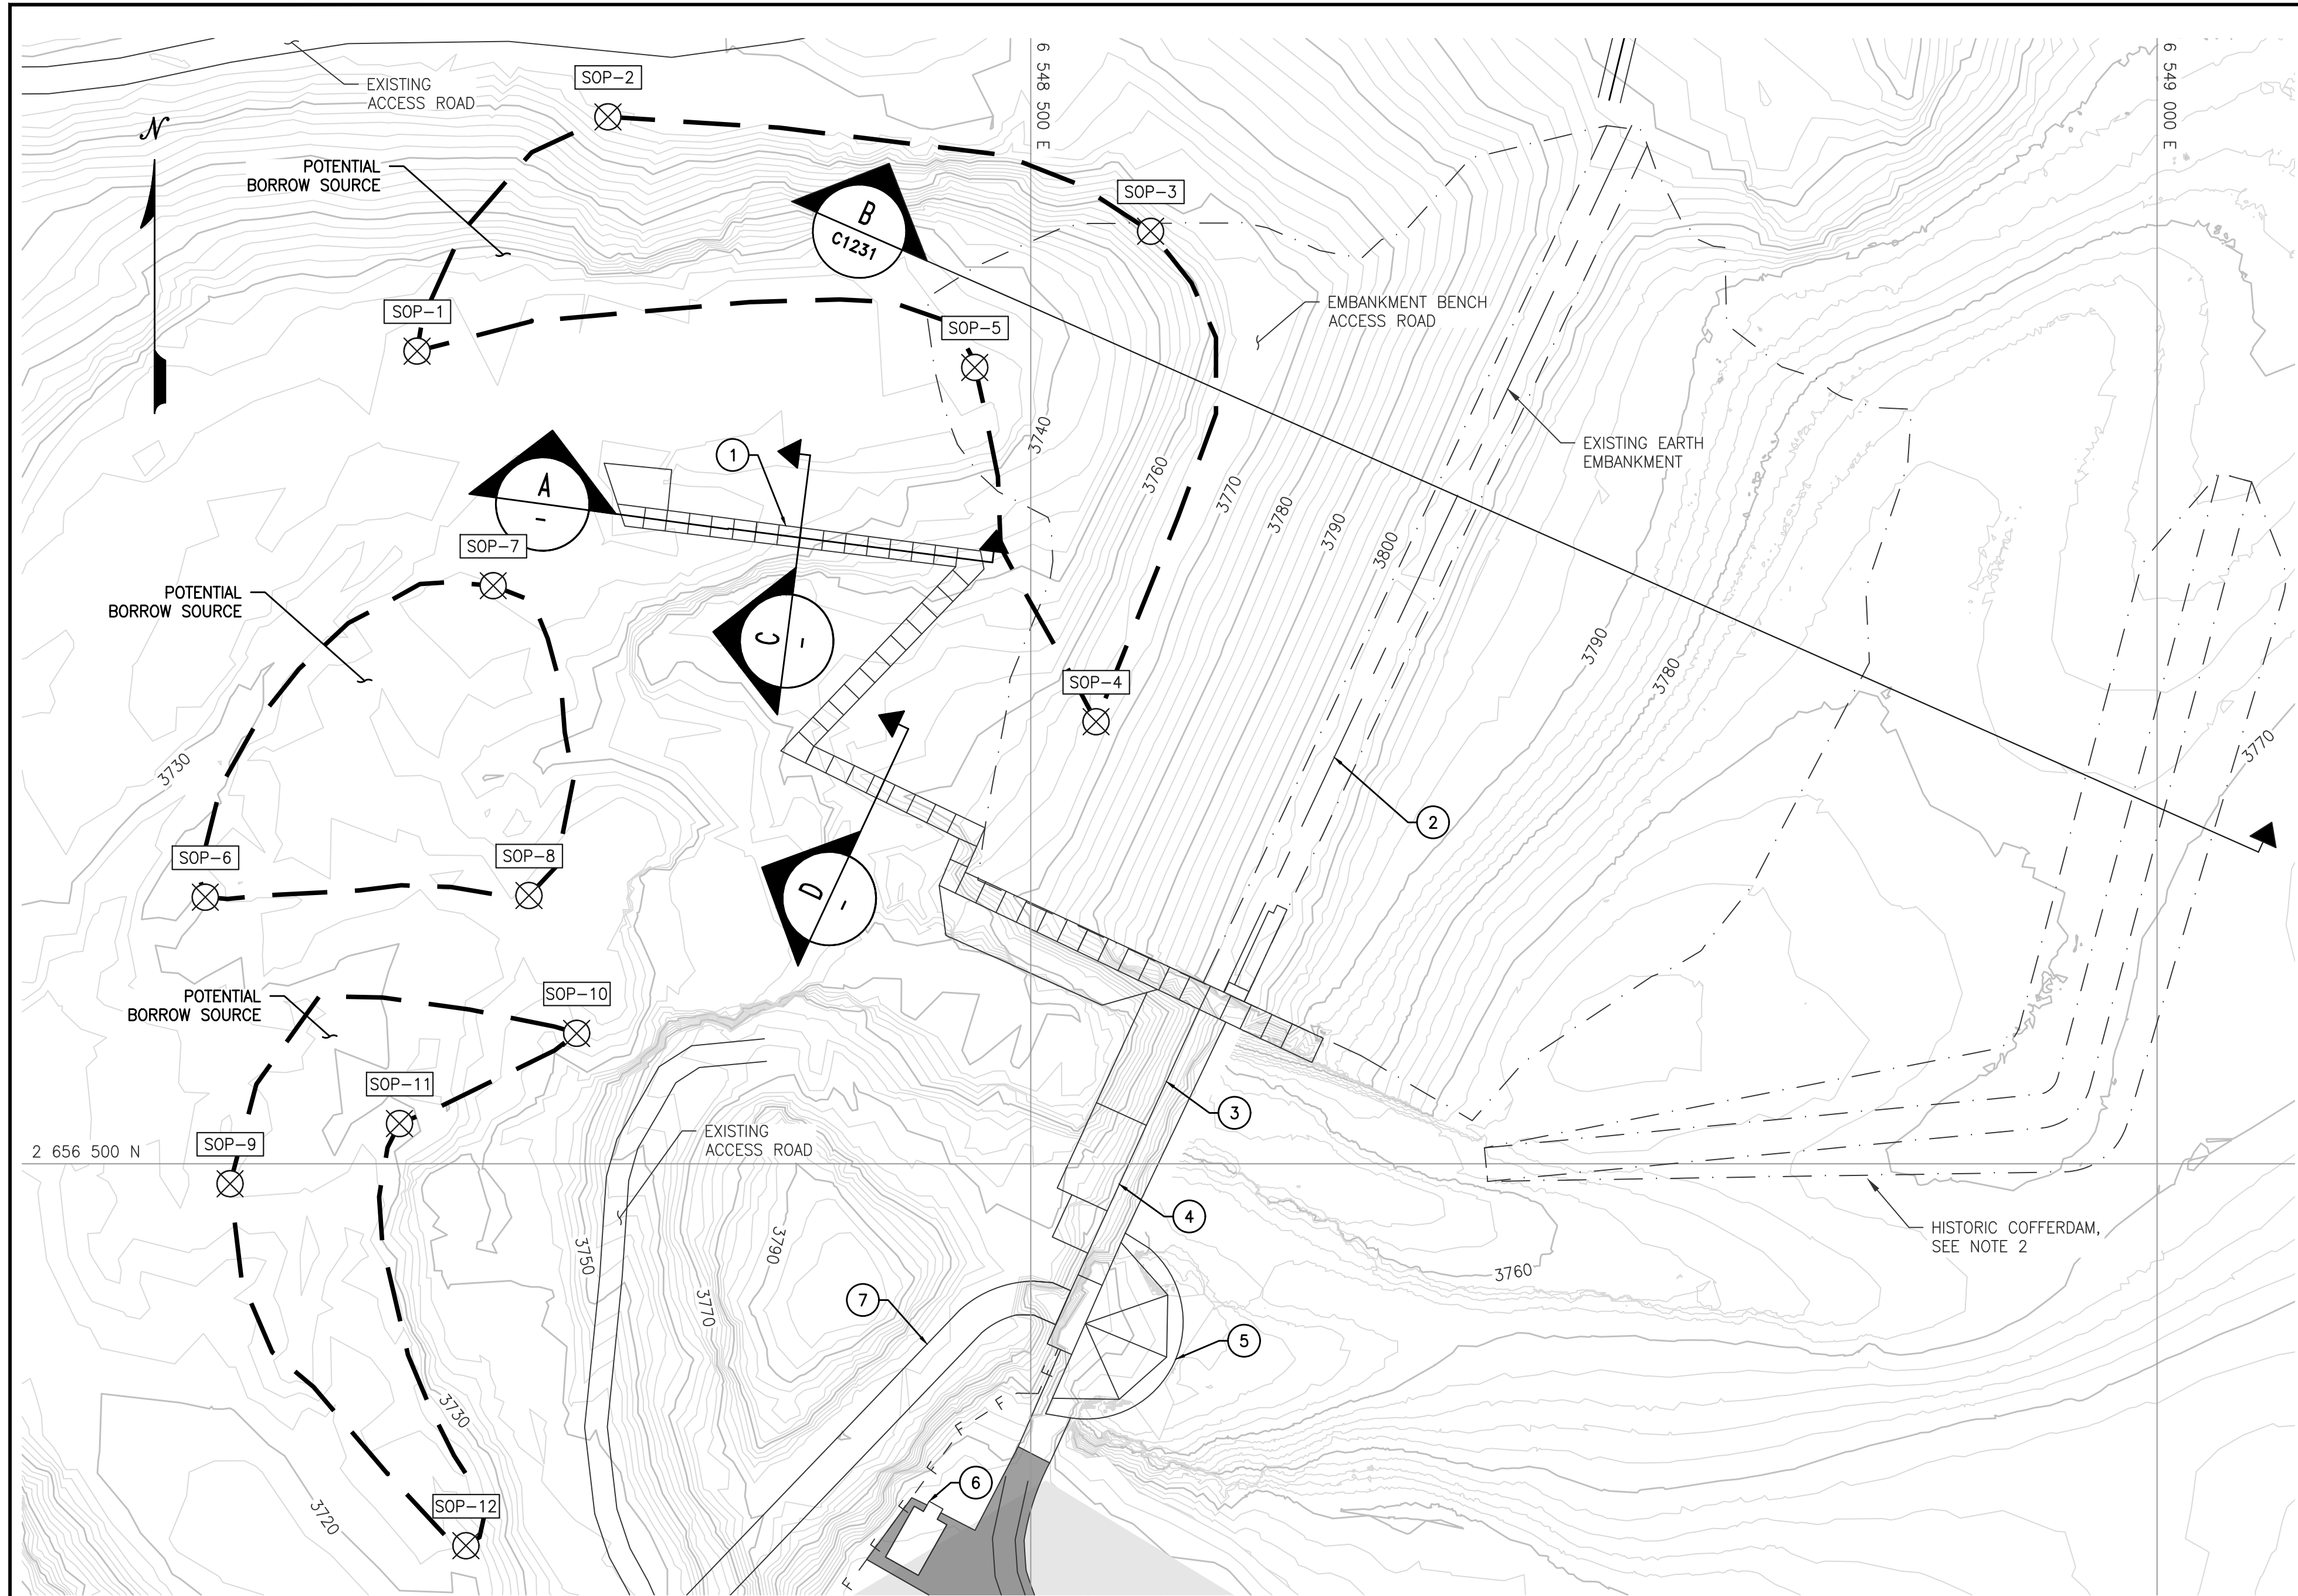 6 548 500 E
6 549 000 E
EXISTING
ACCESS ROAD
SOP-2
N
POTENTIAL
BORROW SOURCE
SOP-3
B
C1231
SOP-1
SOP-5
EMBANKMENT BENCH
ACCESS ROAD
3740
1
A
-
SOP-7
3760
3770
3780
3790
3800
EXISTING EARTH
EMBANKMENT
POTENTIAL
BORROW SOURCE
C
-
SOP-4
3790
3780
3730
3770
2
SOP-6
SOP-8
D
-
POTENTIAL
BORROW SOURCE
SOP-10
SOP-11
3
SOP-9
2 656 500 N
EXISTING
ACCESS ROAD
4
HISTORIC COFFERDAM,
SEE NOTE 2
3750
3790
3770
3760
7
5
F
F
F
F
F
F
F
3730
6
SOP-12
3720